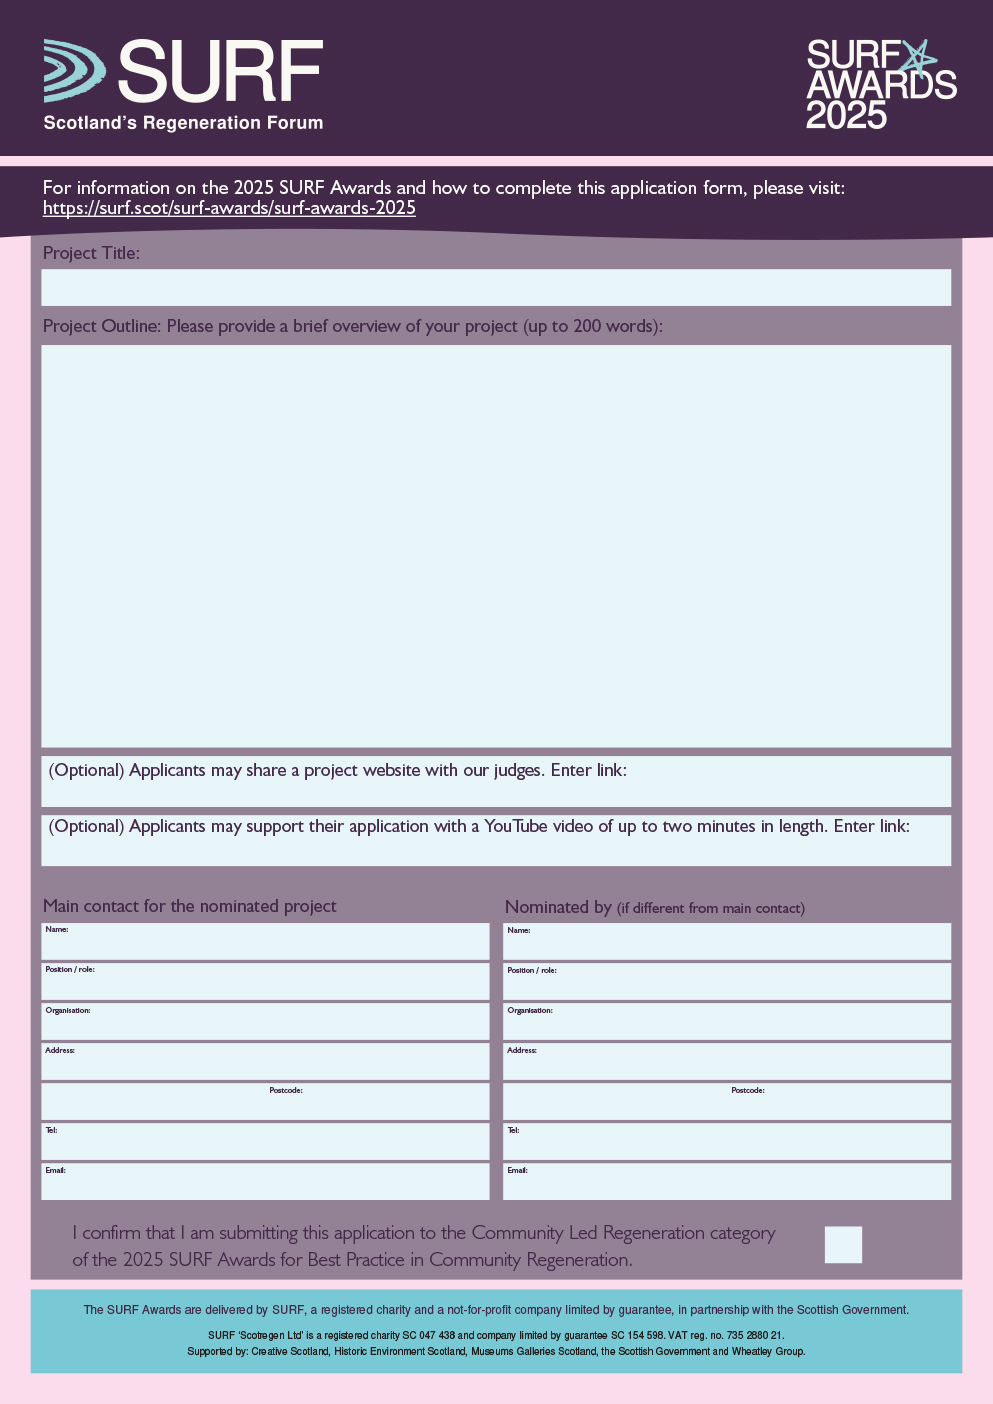 SURF
Scotland's Regeneration Forum
SURF
AWARDS
2025
For information on the 2025 SURF Awards and how to complete this application form, please visit:
https://surf.scot/surf-awards/surf-awards-2025
Project Title:
Project Outline: Please provide a brief overview of your project (up to 200 words):
(Optional) Applicants may share a project website with our judges. Enter link:
(Optional) Applicants may support their application with a YouTube video of up to two minutes in length. Enter link:
Main contact for the nominated project
Name:
Position / role:
Organisation:
Address:
Postcode:
Tel:
Email:
Nominated by (if different from main contact)
Name:
Position / role:
Organisation:
Address:
Postcode:
Tel:
Email:
I confirm that I am submitting this application to the Community Led Regeneration category
of the 2025 SURF Awards for Best Practice in Community Regeneration.
The SURF Awards are delivered by SURF, a registered charity and a not-for-profit company limited by guarantee, in partnership with the Scottish Government.
SURF 'Scotregen Ltd' is a registered charity SC 047 438 and company limited by guarantee SC 154 598. VAT reg. no. 735 2880 21.
Supported by: Creative Scotland, Historic Environment Scotland, Museums Galleries Scotland, the Scottish Government and Wheatley Group.